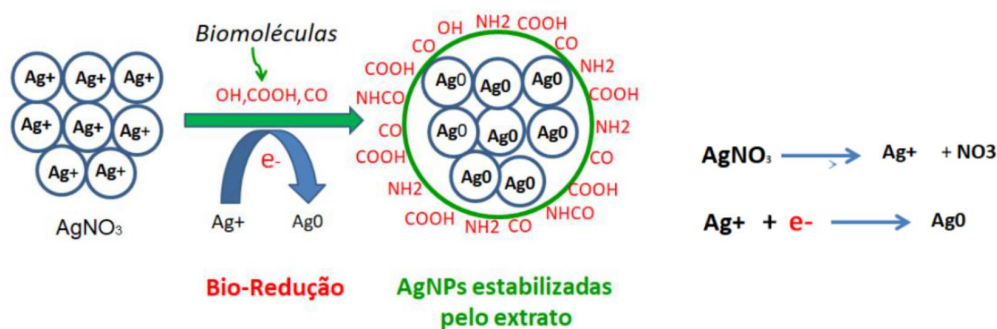 Ag+ Ag+ Ag+
Ag+ Ag+ Ag+
Ag+ Ag+
AgNO3
Biomoléculas
OH,COOH, CO
e-
Ag+ Ag0
Bio-Redução
OH NH2 COOH
CO CO
COOH NH2
NHCO COOH
CO NH2
COOH CO
NH2 COOH
COOH NHCO
NH2 CO
Ag0 Ag0 Ag0
Ag0 Ag0 Ag0
Ag0 Ag0
AgNPs estabilizadas
pelo extrato
AgNO3 Ag+ + NO3
Ag+ + e- Ag0